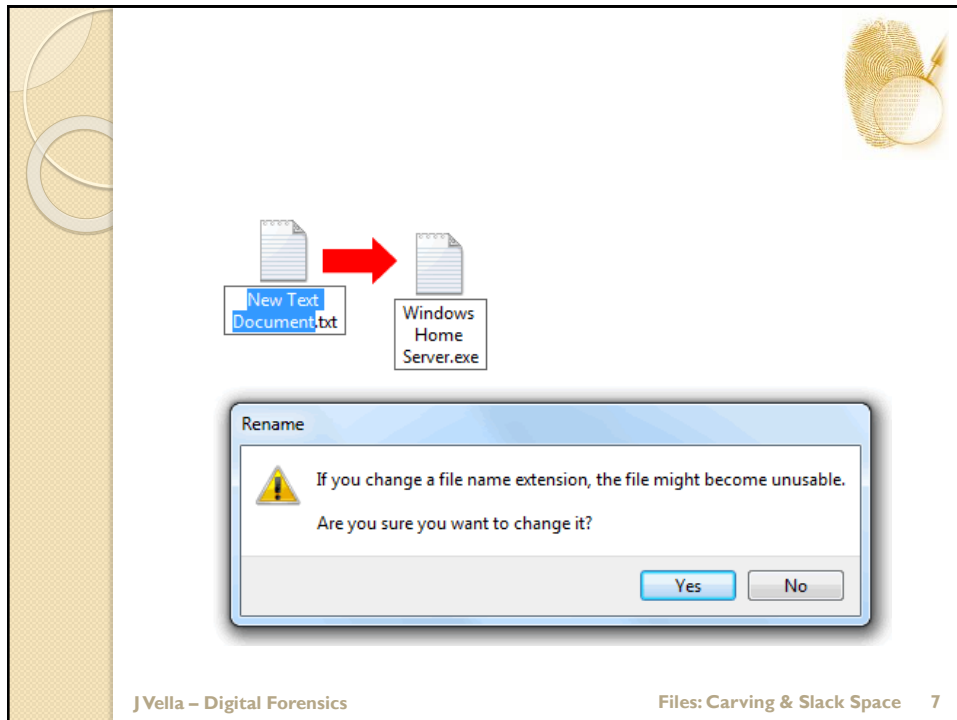 New Text
Document.txt
Windows
Home
Server.exe
Rename
If you change a file name extension, the file might become unusable.
Are you sure you want to change it?
Yes
No
J Vella – Digital Forensics
Files: Carving & Slack Space
7